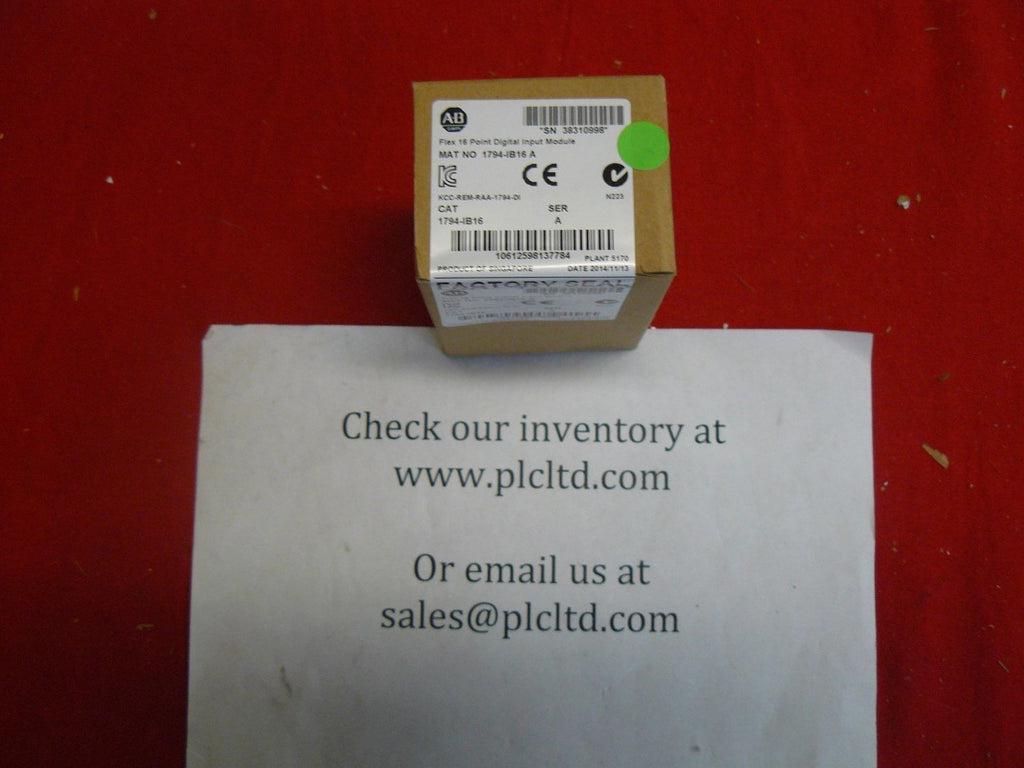 AB
"SN 38310998"
Flex 16 Point Digital Input Module
MAT NO 1794-IB16 A
CE
KCC-REM-RAA-1794-DI
N223
CAT SER
1794-IB16 A
10612598137784
PLANT 5170
PRODUCT OF SINGAPORE DATE 2014/11/13
FACTORY SEAL
Check our inventory at
www.plcltd.com
Or email us at
sales@plcltd.com